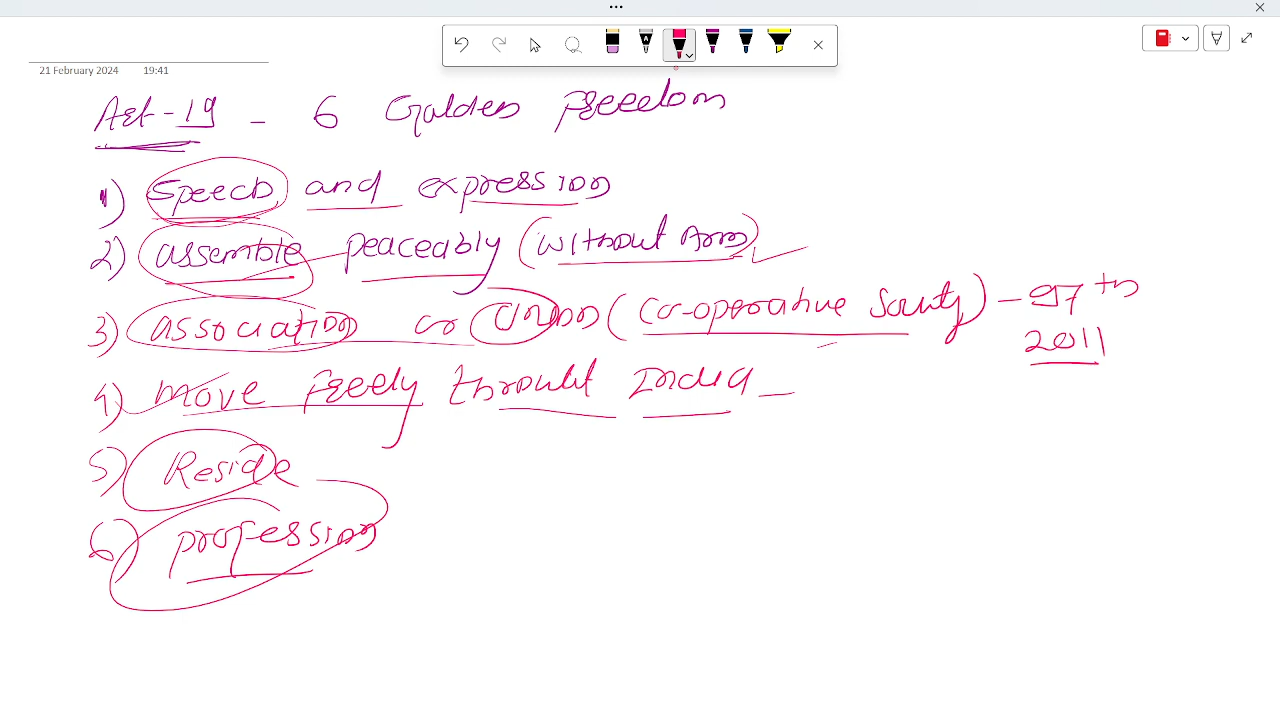 21 February 2024 19:41
Art-19 - 6 Golden Freedom
1) Speech and expression
2) assemble peaceably (without Arm)
3) association or Union (Co-operative Society) - 97th
2011
4) Move freely throught India
5) Reside
6) profession